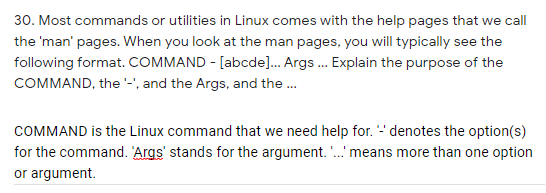 30. Most commands or utilities in Linux comes with the help pages that we call
the 'man' pages. When you look at the man pages, you will typically see the
following format. COMMAND - [abcde]... Args ... Explain the purpose of the
COMMAND, the '-', and the Args, and the ...
COMMAND is the Linux command that we need help for. '-' denotes the option(s)
for the command. 'Args' stands for the argument. '...' means more than one option
or argument.